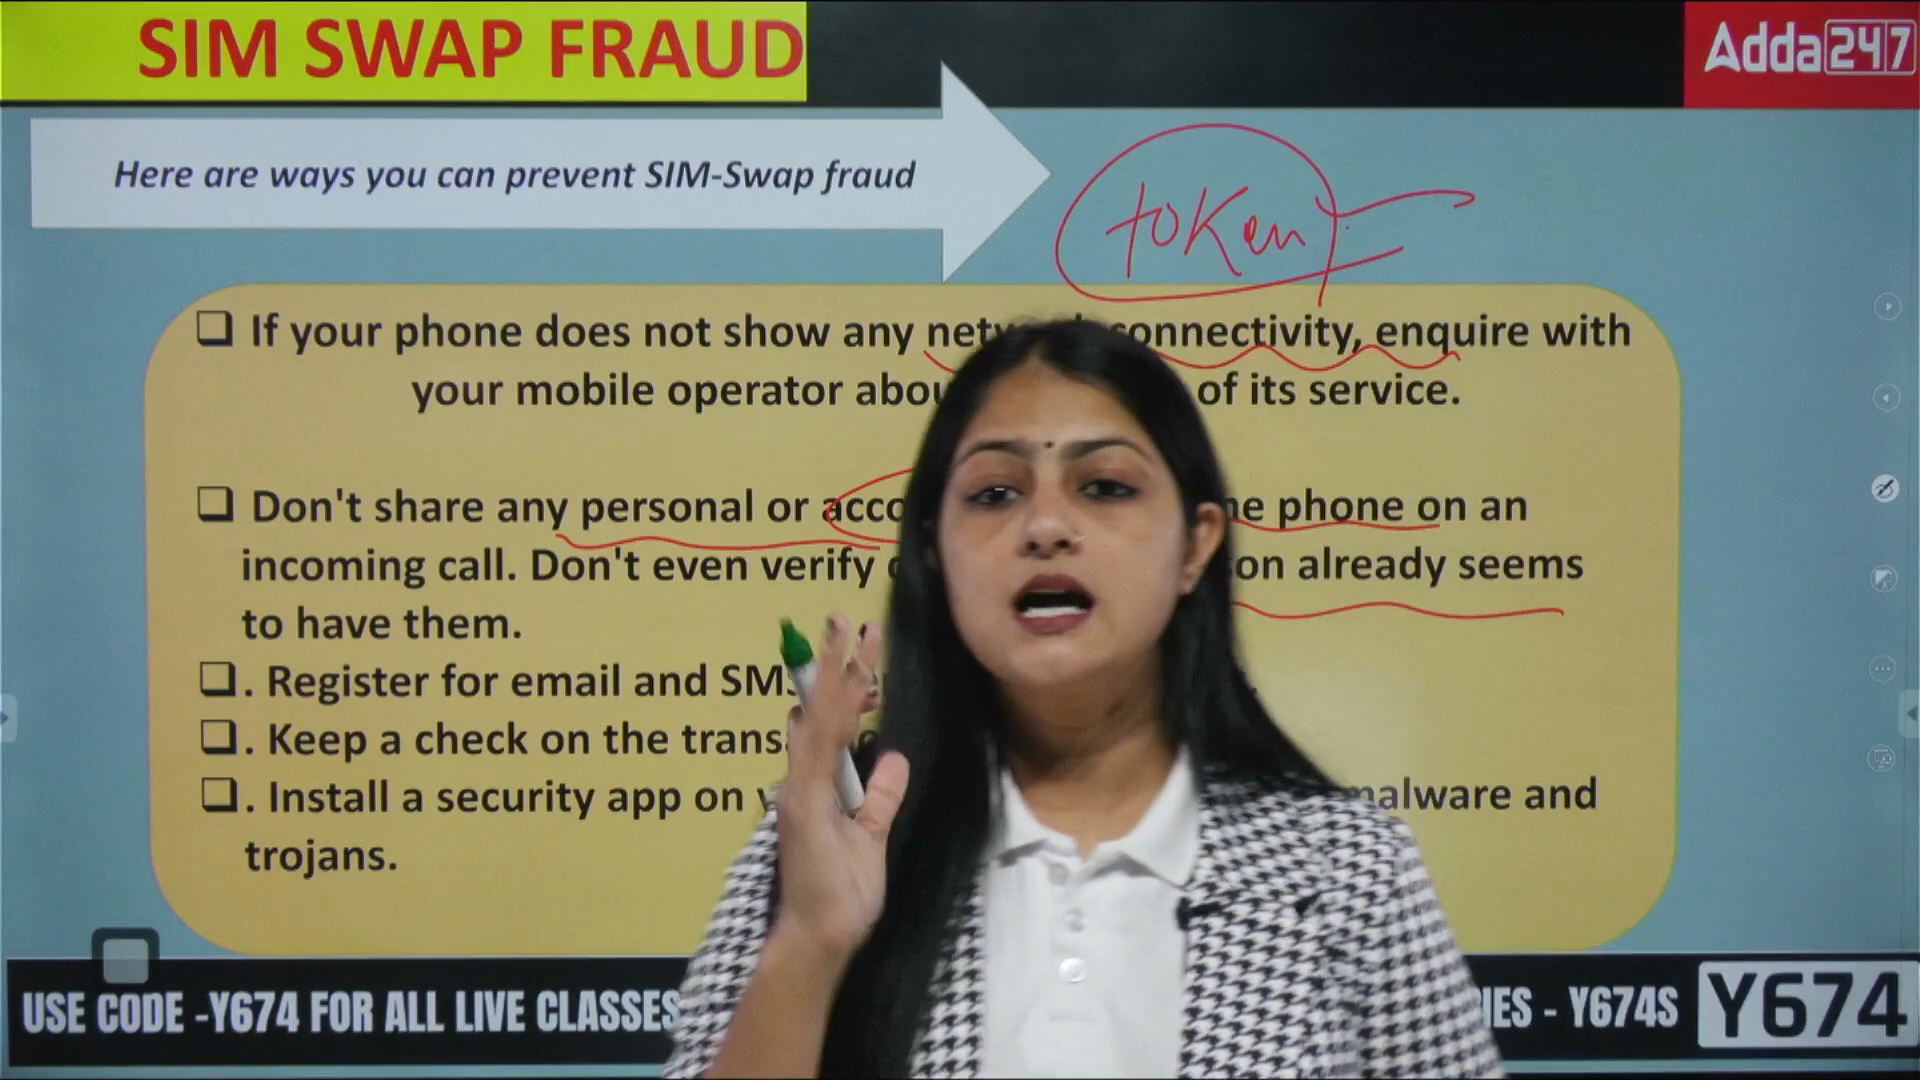 SIM SWAP FRAUD
Adda247
Here are ways you can prevent SIM-Swap fraud
token
If your phone does not show any connectivity, enquire with
your mobile operator of its service.
Don't share any personal or phone on an
incoming call. Don't even verify already seems
to have them.
. Register for email and SMS
. Keep a check on the
. Install a security app on malware and
trojans.
USE CODE -Y674 FOR ALL LIVE CLASSES - Y674S
Y674